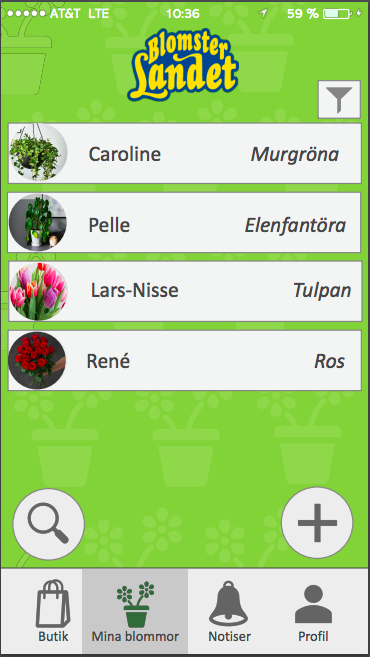 AT&T LTE 10:36 59 %
Blomster
Landet
Caroline Murgröna
Pelle Elenfantöra
Lars-Nisse Tulpan
René Ros
Butik Mina blommor Notiser Profil